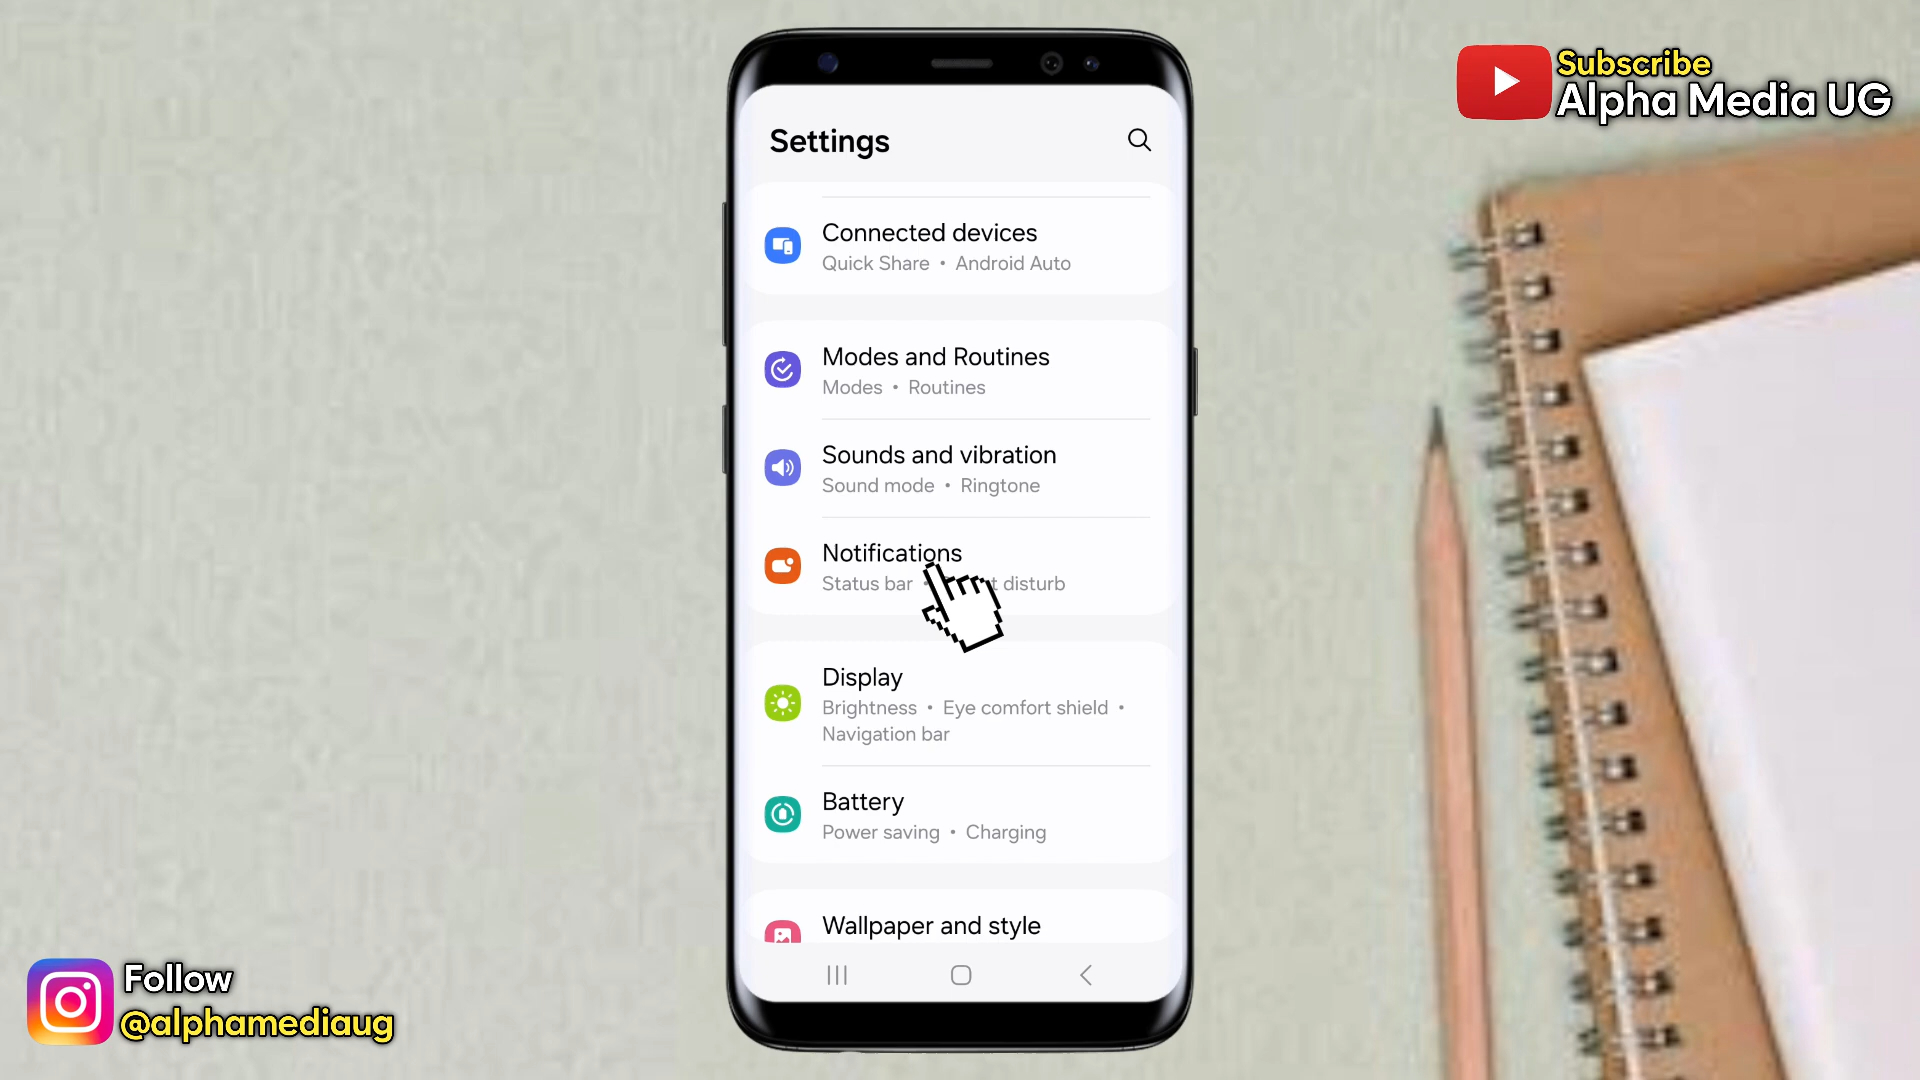 Subscribe
Alpha Media UG
Settings
Connected devices
Quick Share • Android Auto
Modes and Routines
Modes • Routines
Sounds and vibration
Sound mode • Ringtone
Notifications
Status bar • t disturb
Display
Brightness • Eye comfort shield •
Navigation bar
Battery
Power saving • Charging
Wallpaper and style
Follow
@alphamediaug